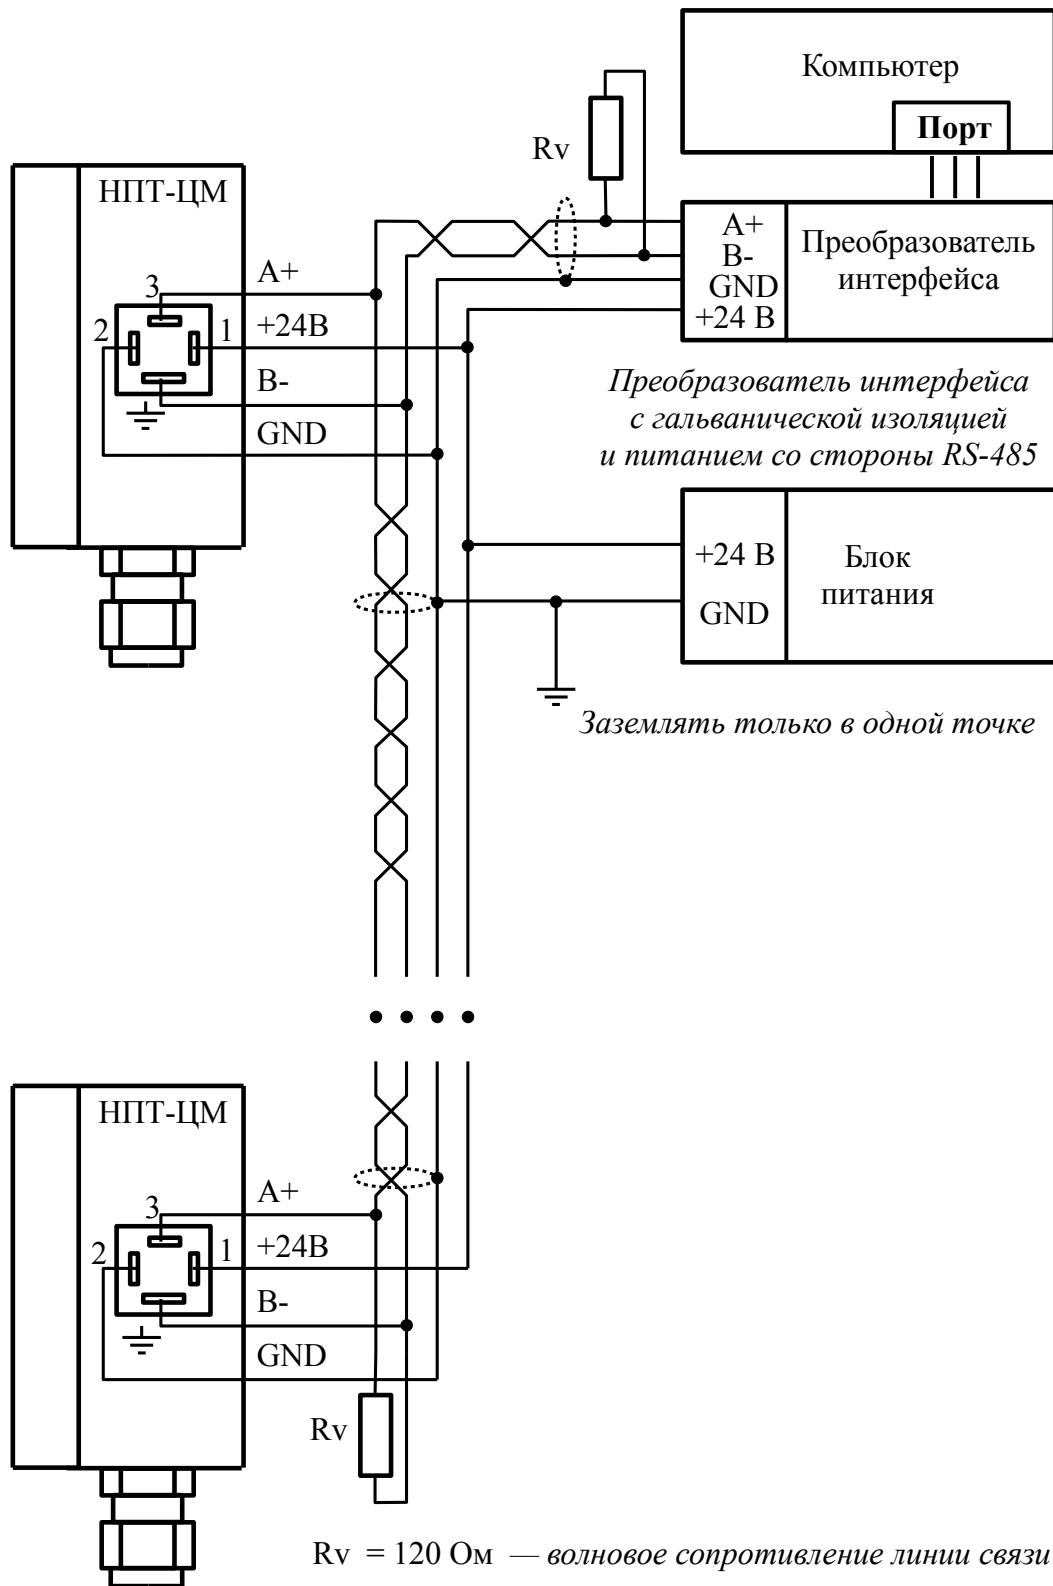 Компьютер
Порт
Rv
НПТ-ЦМ
A+
B-
GND
+24 В
Преобразователь
интерфейса
3
A+
2
1
+24В
B-
GND
Преобразователь интерфейса
с гальванической изоляцией
и питанием со стороны RS-485
+24 В
GND
Блок
питания
Заземлять только в одной точке
НПТ-ЦМ
3
A+
2
1
+24В
B-
GND
Rv
Rv = 120 Ом — волновое сопротивление линии связи